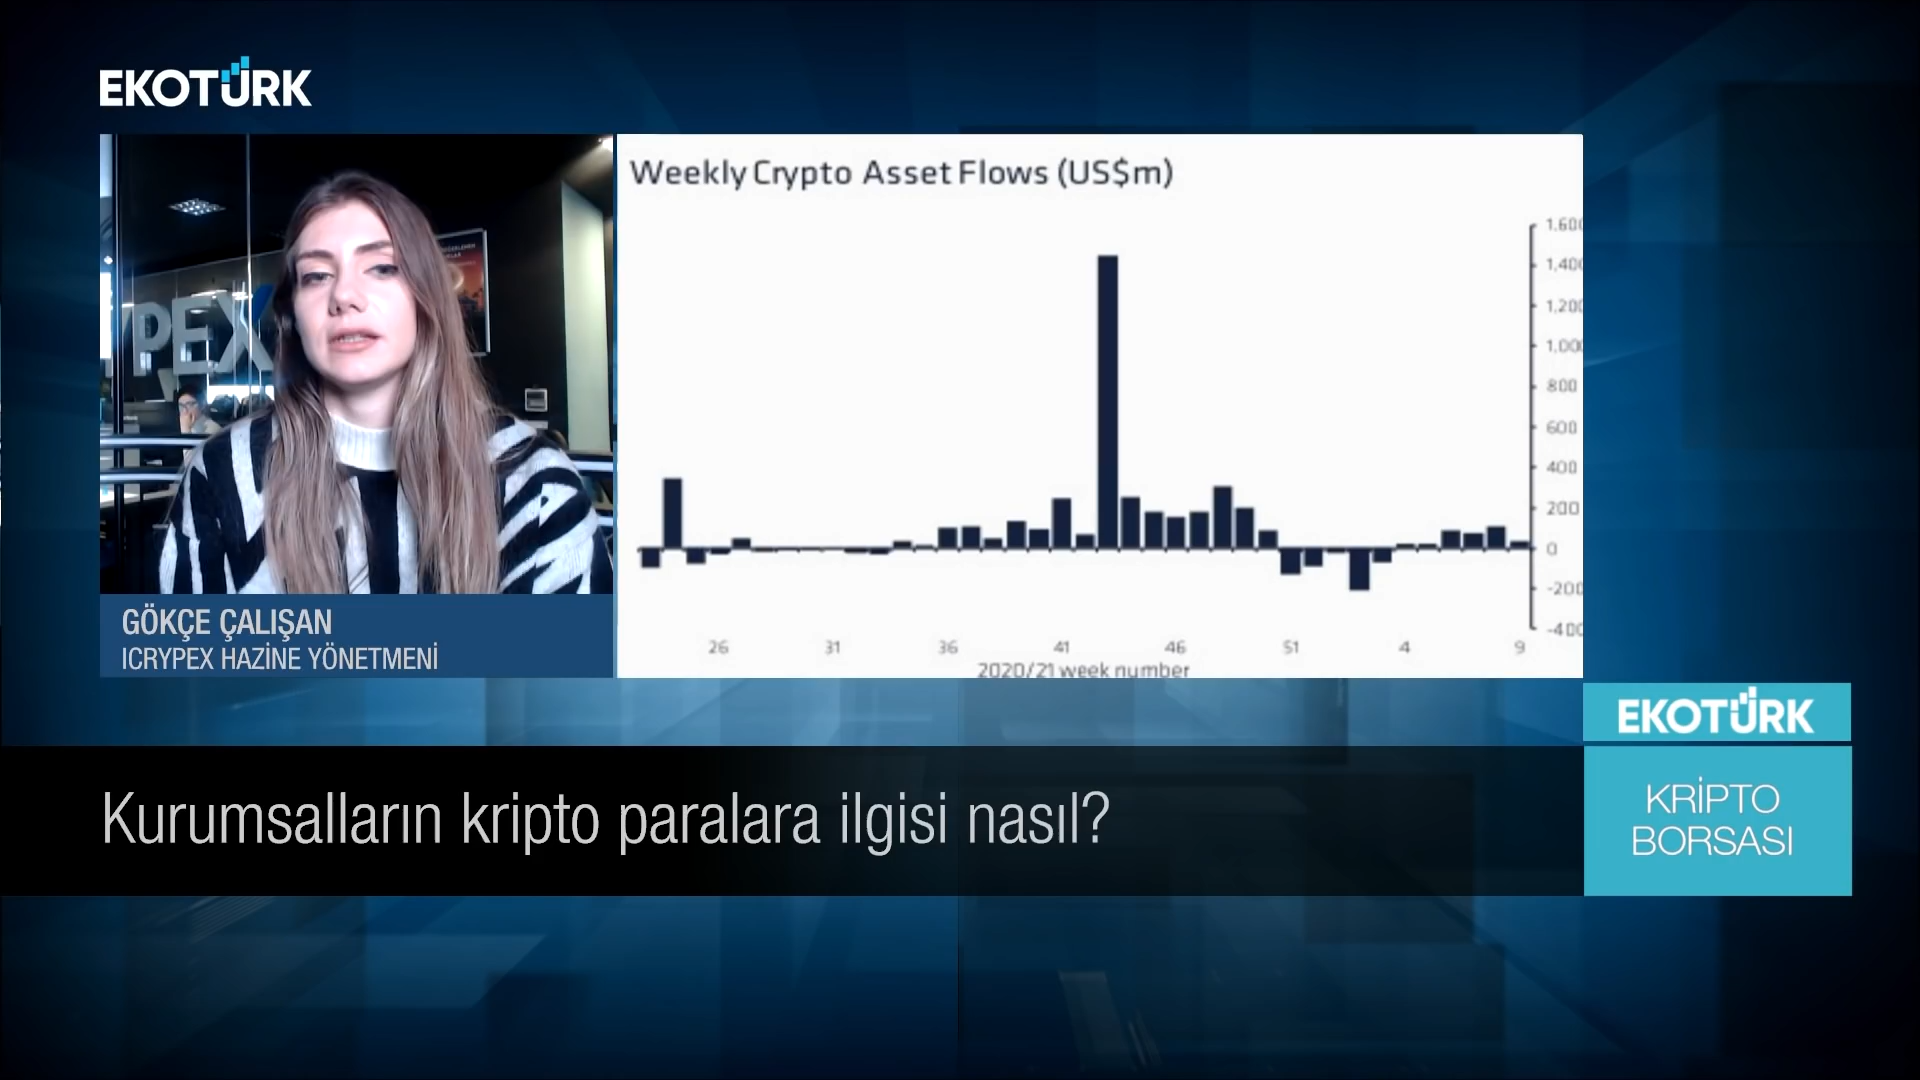 EKOTÜRK
PEX
GÖKÇE ÇALIŞAN
ICRYPEX HAZİNE YÖNETMENİ
Weekly Crypto Asset Flows (US$m)
1,600
1,400
1,200
1,000
800
600
400
200
0
-200
-400
26 31 36 41 46 51 4 9
2020/21 week number
EKOTÜRK
Kurumsalların kripto paralara ilgisi nasıl?
KRİPTO
BORSASI